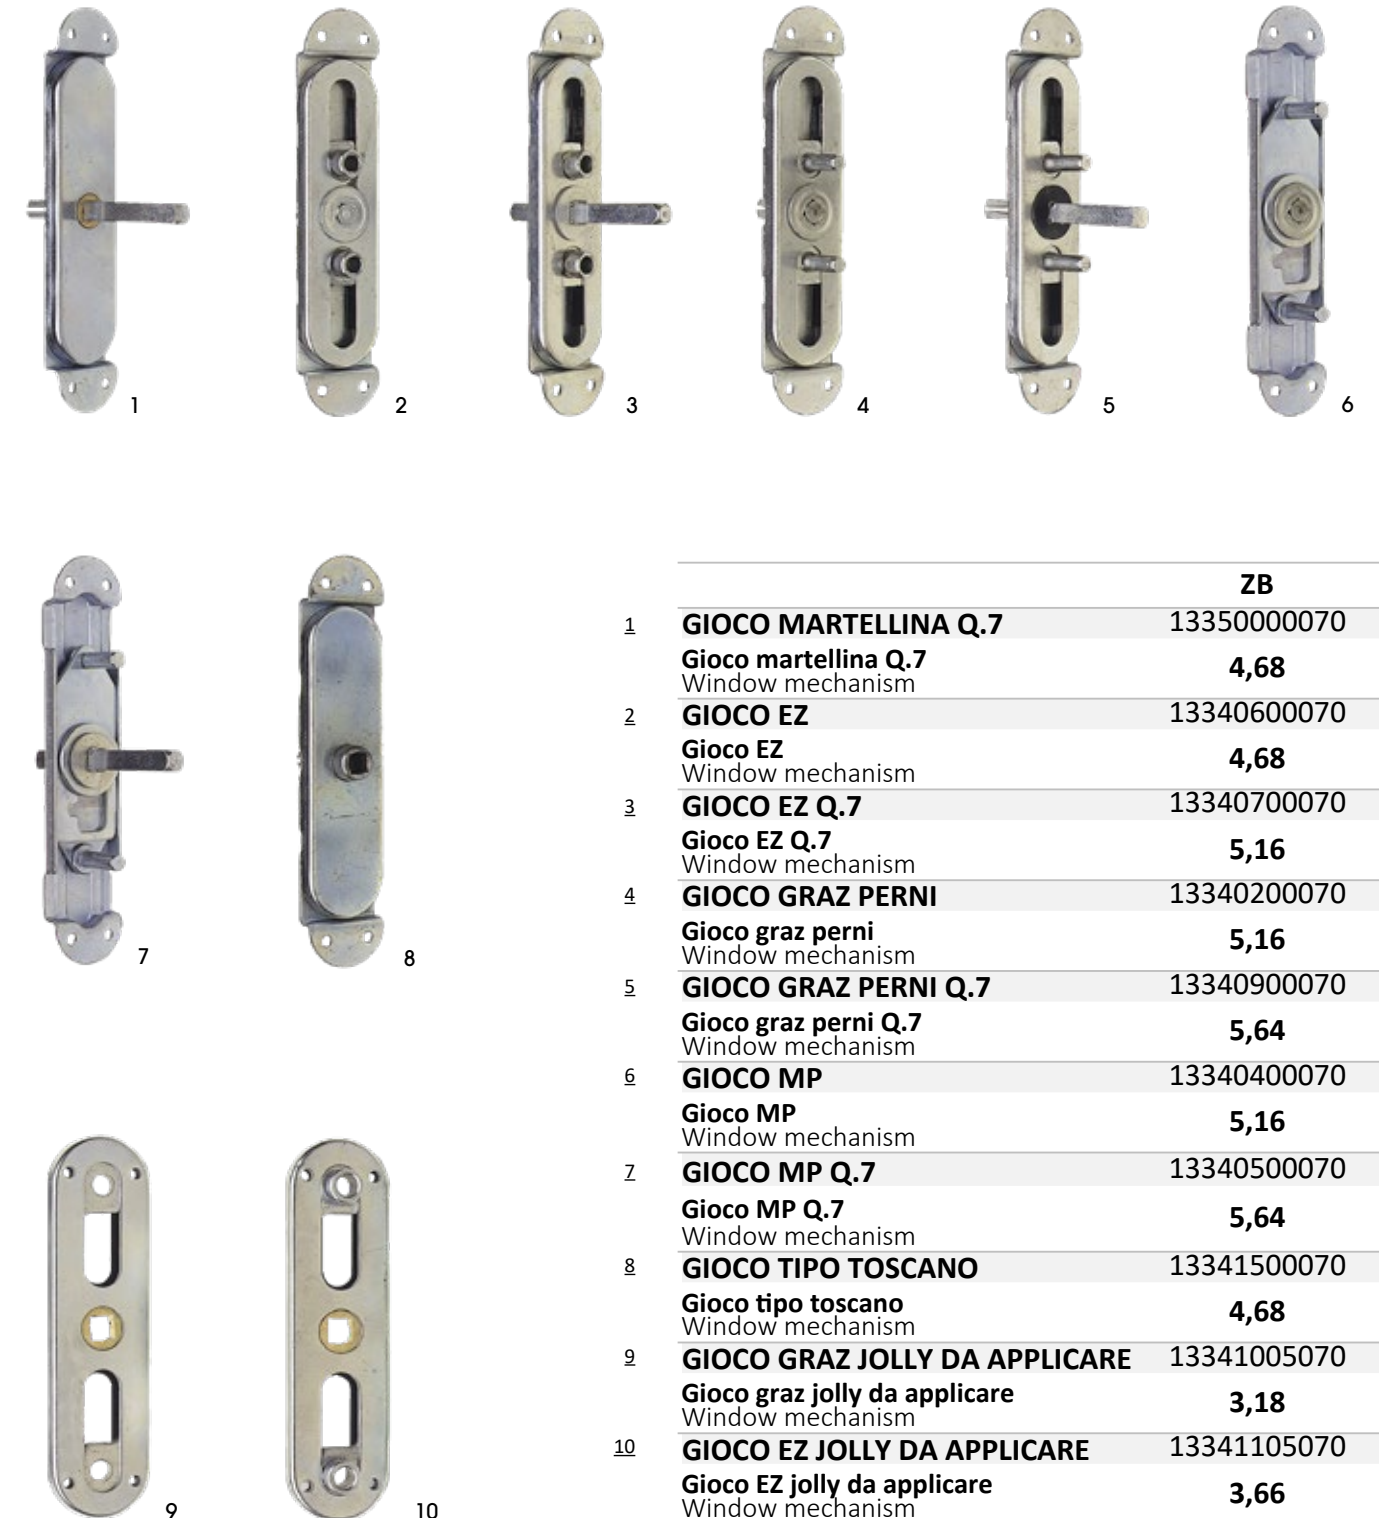 1
2
3
4
5
6
7
8
9
10
ZB
1 GIOCO MARTELLINA Q.7 13350000070
Gioco martellina Q.7
Window mechanism
4,68
2 GIOCO EZ 13340600070
Gioco EZ
Window mechanism
4,68
3 GIOCO EZ Q.7 13340700070
Gioco EZ Q.7
Window mechanism
5,16
4 GIOCO GRAZ PERNI 13340200070
Gioco graz perni
Window mechanism
5,16
5 GIOCO GRAZ PERNI Q.7 13340900070
Gioco graz perni Q.7
Window mechanism
5,64
6 GIOCO MP 13340400070
Gioco MP
Window mechanism
5,16
7 GIOCO MP Q.7 13340500070
Gioco MP Q.7
Window mechanism
5,64
8 GIOCO TIPO TOSCANO 13341500070
Gioco tipo toscano
Window mechanism
4,68
9 GIOCO GRAZ JOLLY DA APPLICARE 13341005070
Gioco graz jolly da applicare
Window mechanism
3,18
10 GIOCO EZ JOLLY DA APPLICARE 13341105070
Gioco EZ jolly da applicare
Window mechanism
3,66